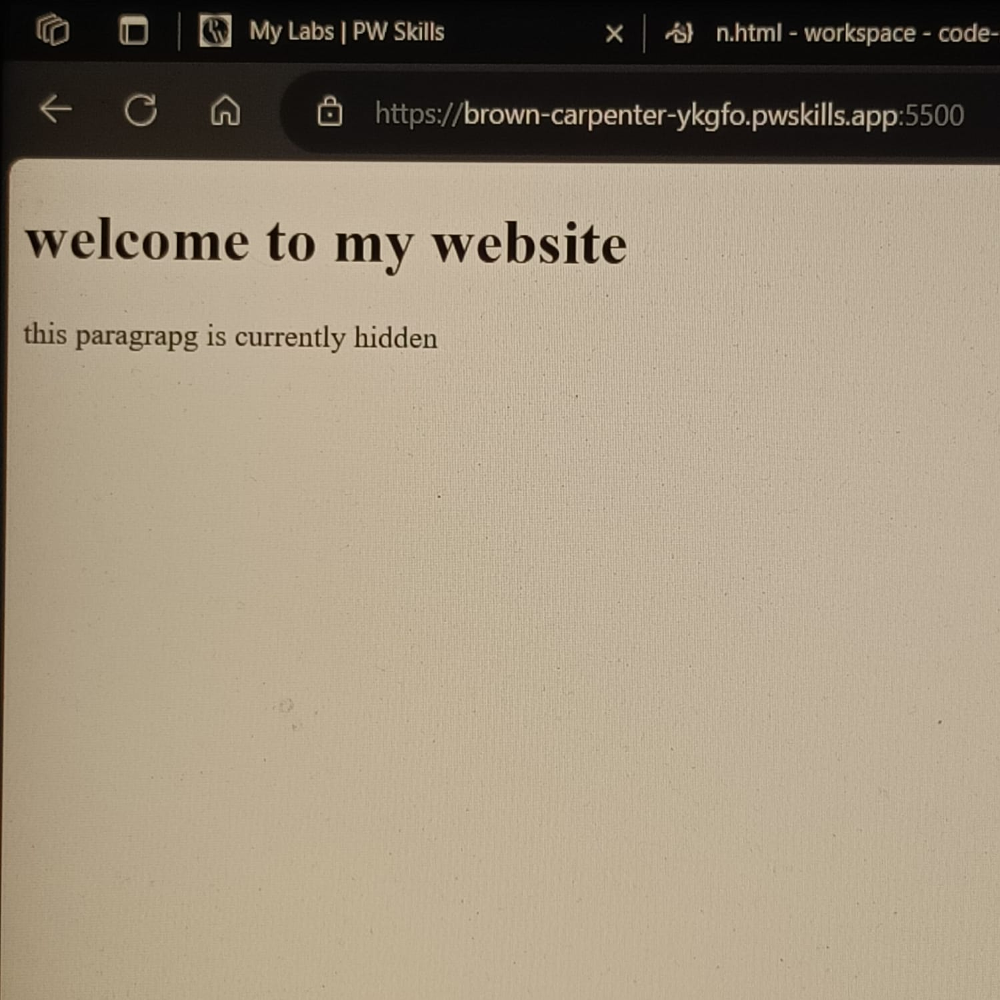 My Labs | PW Skills
n.html - workspace - code-
https://brown-carpenter-ykgfo.pwskills.app:5500
welcome to my website
this paragrapg is currently hidden